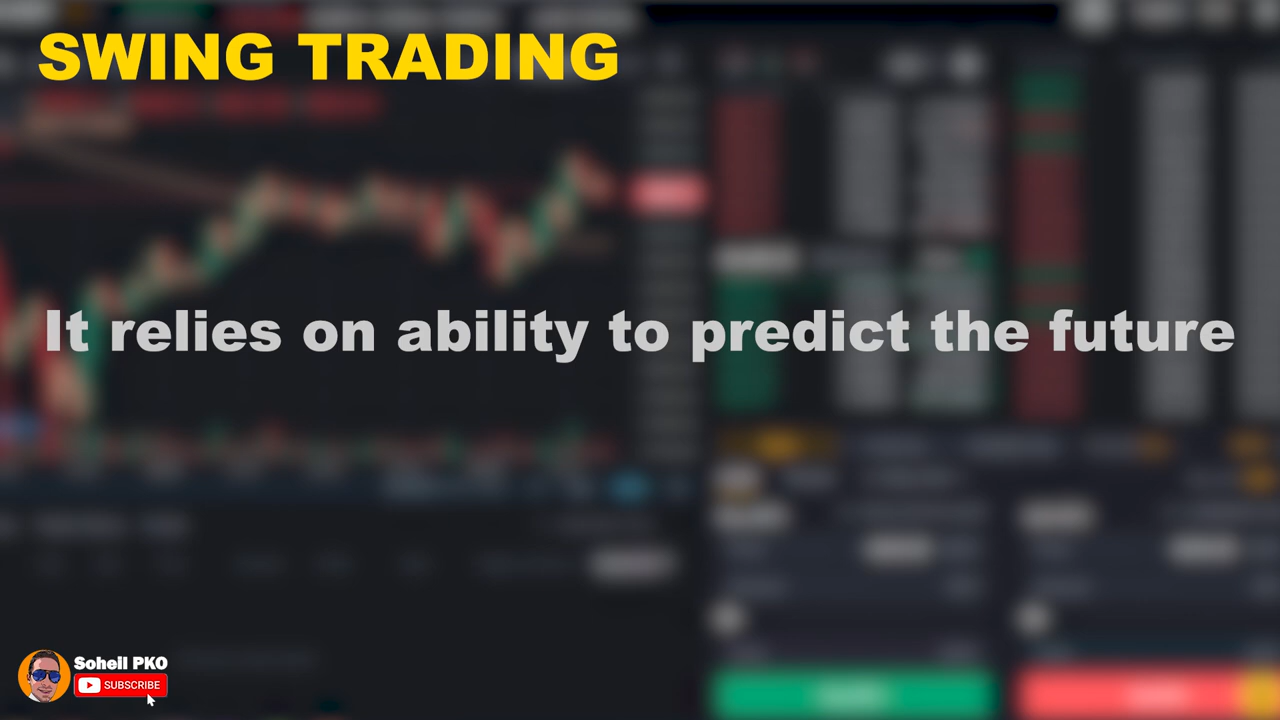 SWING TRADING
It relies on ability to predict the future
Soheil PKO
SUBSCRIBE